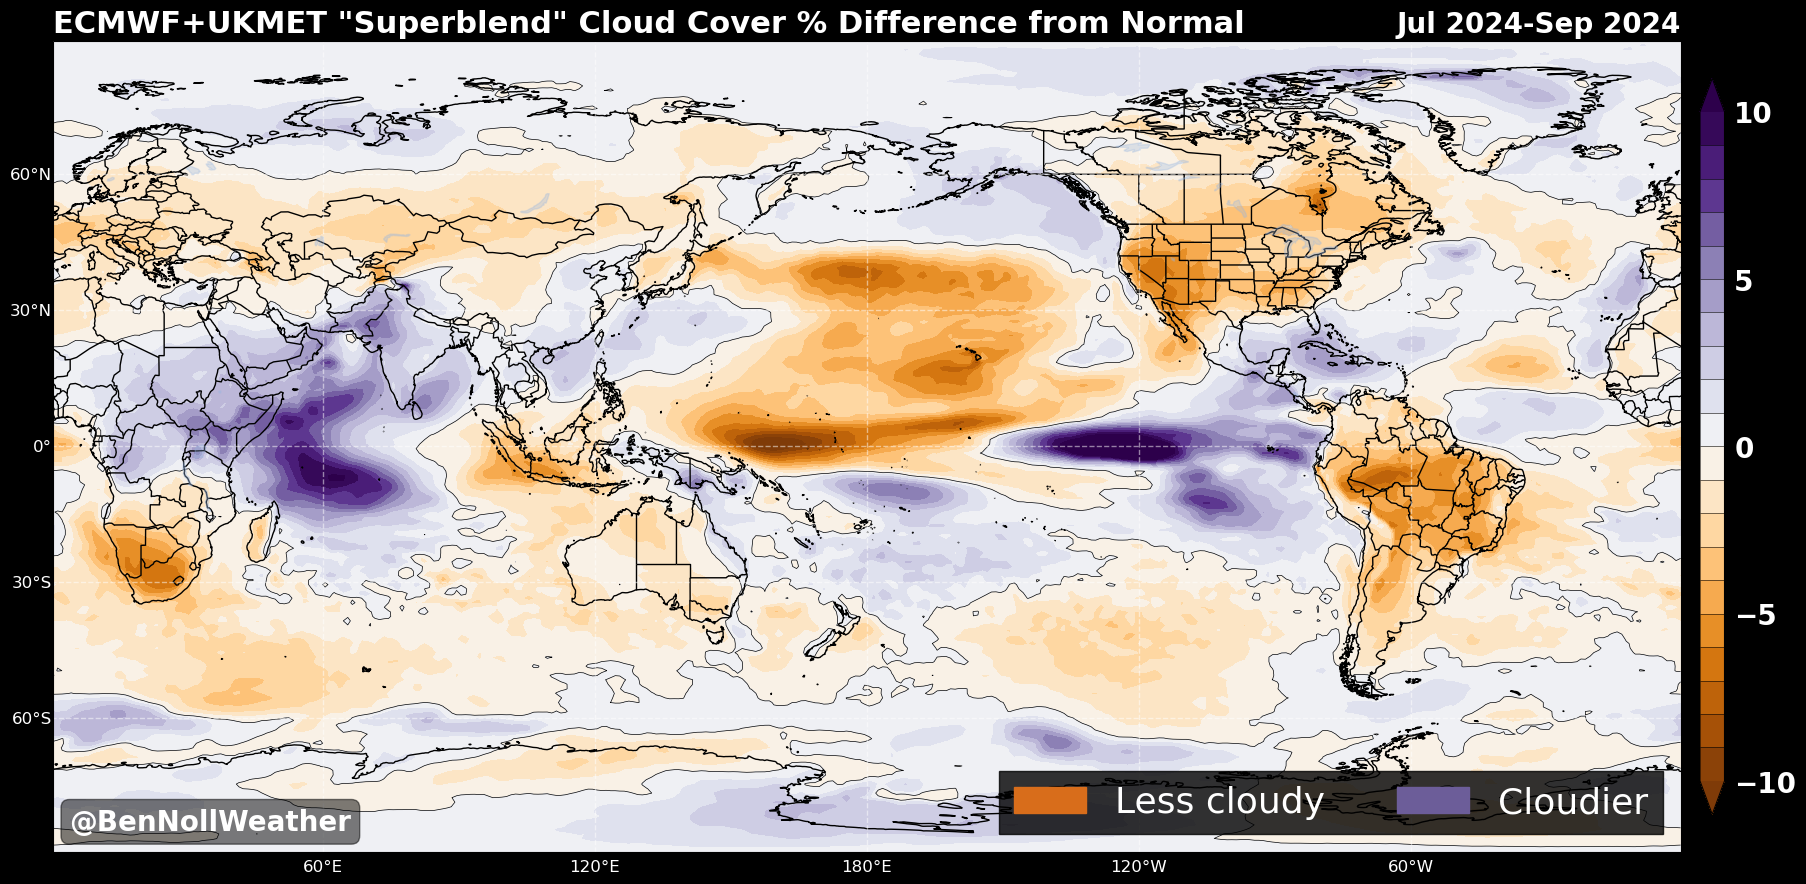 ECMWF+UKMET "Superblend" Cloud Cover % Difference from Normal
Jul 2024-Sep 2024
10
5
0
−5
−10
60°N
30°N
0°
30°S
60°S
60°E
120°E
180°E
120°W
60°W
Less cloudy
Cloudier
@BenNollWeather